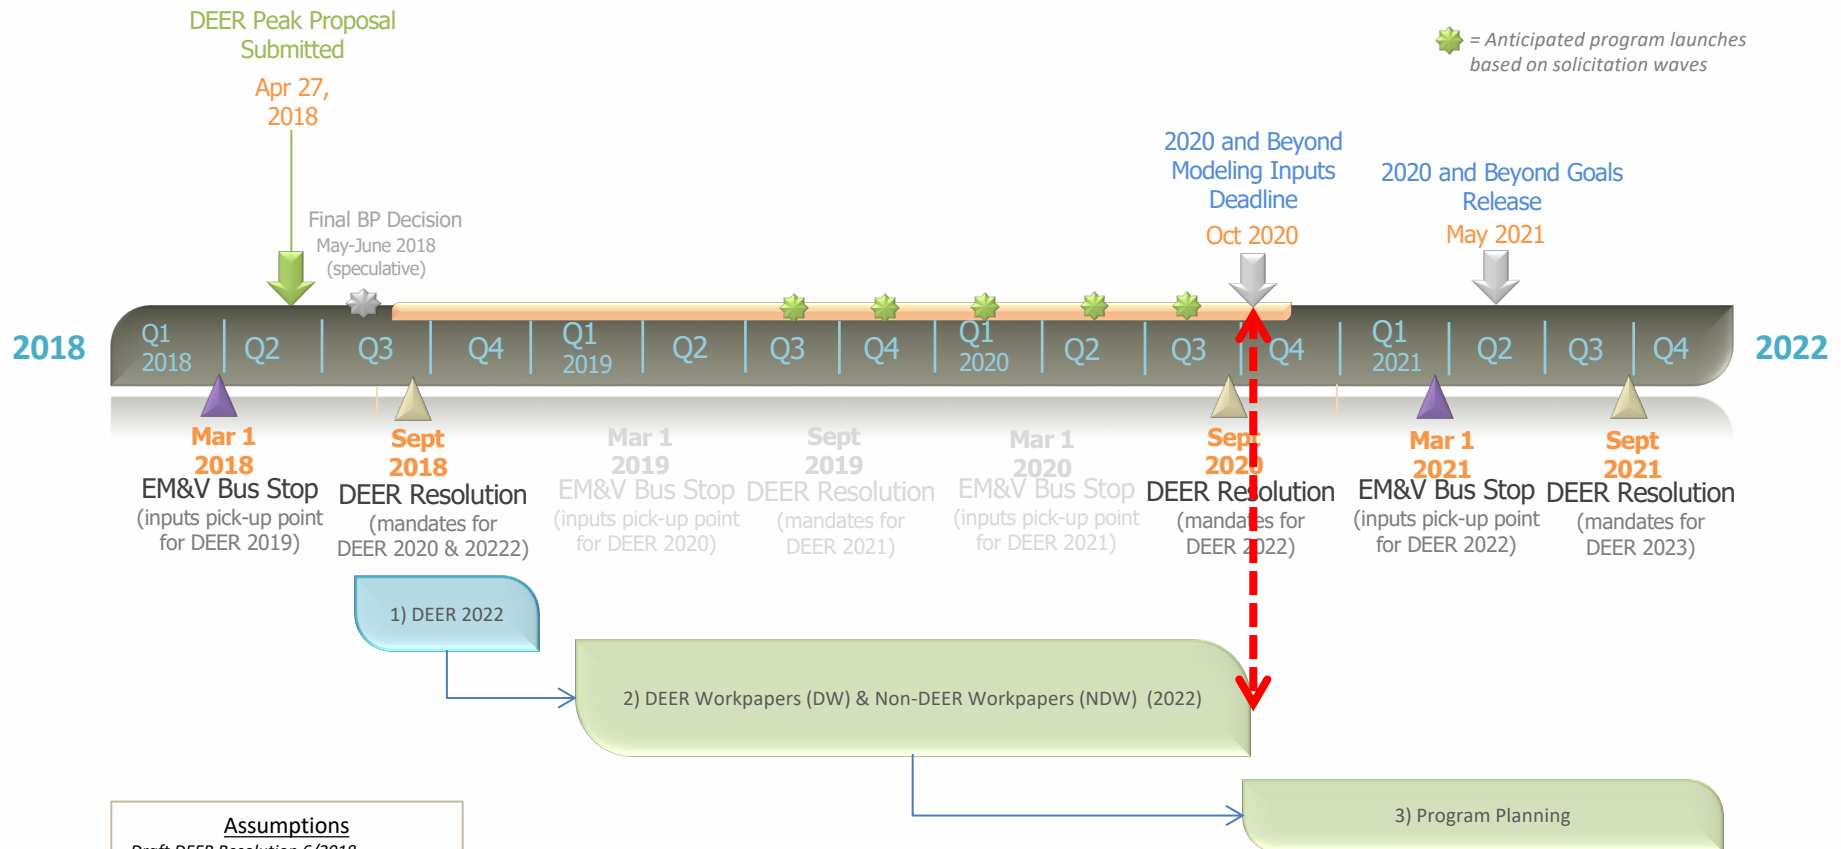 DEER Peak Proposal
Submitted
Apr 27,
2018
= Anticipated program launches
based on solicitation waves
Final BP Decision
May-June 2018
(speculative)
2020 and Beyond
Modeling Inputs
Deadline
Oct 2020
2020 and Beyond Goals
Release
May 2021
2018
Q1
2018
Q2
Q3
Q4
Q1
2019
Q2
Q3
Q4
Q1
2020
Q2
Q3
Q4
Q1
2021
Q2
Q3
Q4
2022
Mar 1
2018
EM&V Bus Stop
(inputs pick-up point
for DEER 2019)
Sept
2018
DEER Resolution
(mandates for
DEER 2020 & 20222)
Mar 1
2019
EM&V Bus Stop
(inputs pick-up point
for DEER 2020)
Sept
2019
DEER Resolution
(mandates for
DEER 2021)
Mar 1
2020
EM&V Bus Stop
(inputs pick-up point
for DEER 2021)
Sept
2020
DEER Resolution
(mandates for
DEER 2022)
Mar 1
2021
EM&V Bus Stop
(inputs pick-up point
for DEER 2022)
Sept
2021
DEER Resolution
(mandates for
DEER 2023)
1) DEER 2022
2) DEER Workpapers (DW) & Non-DEER Workpapers (NDW) (2022)
3) Program Planning
Assumptions
Draft DEER Resolution 6/2018